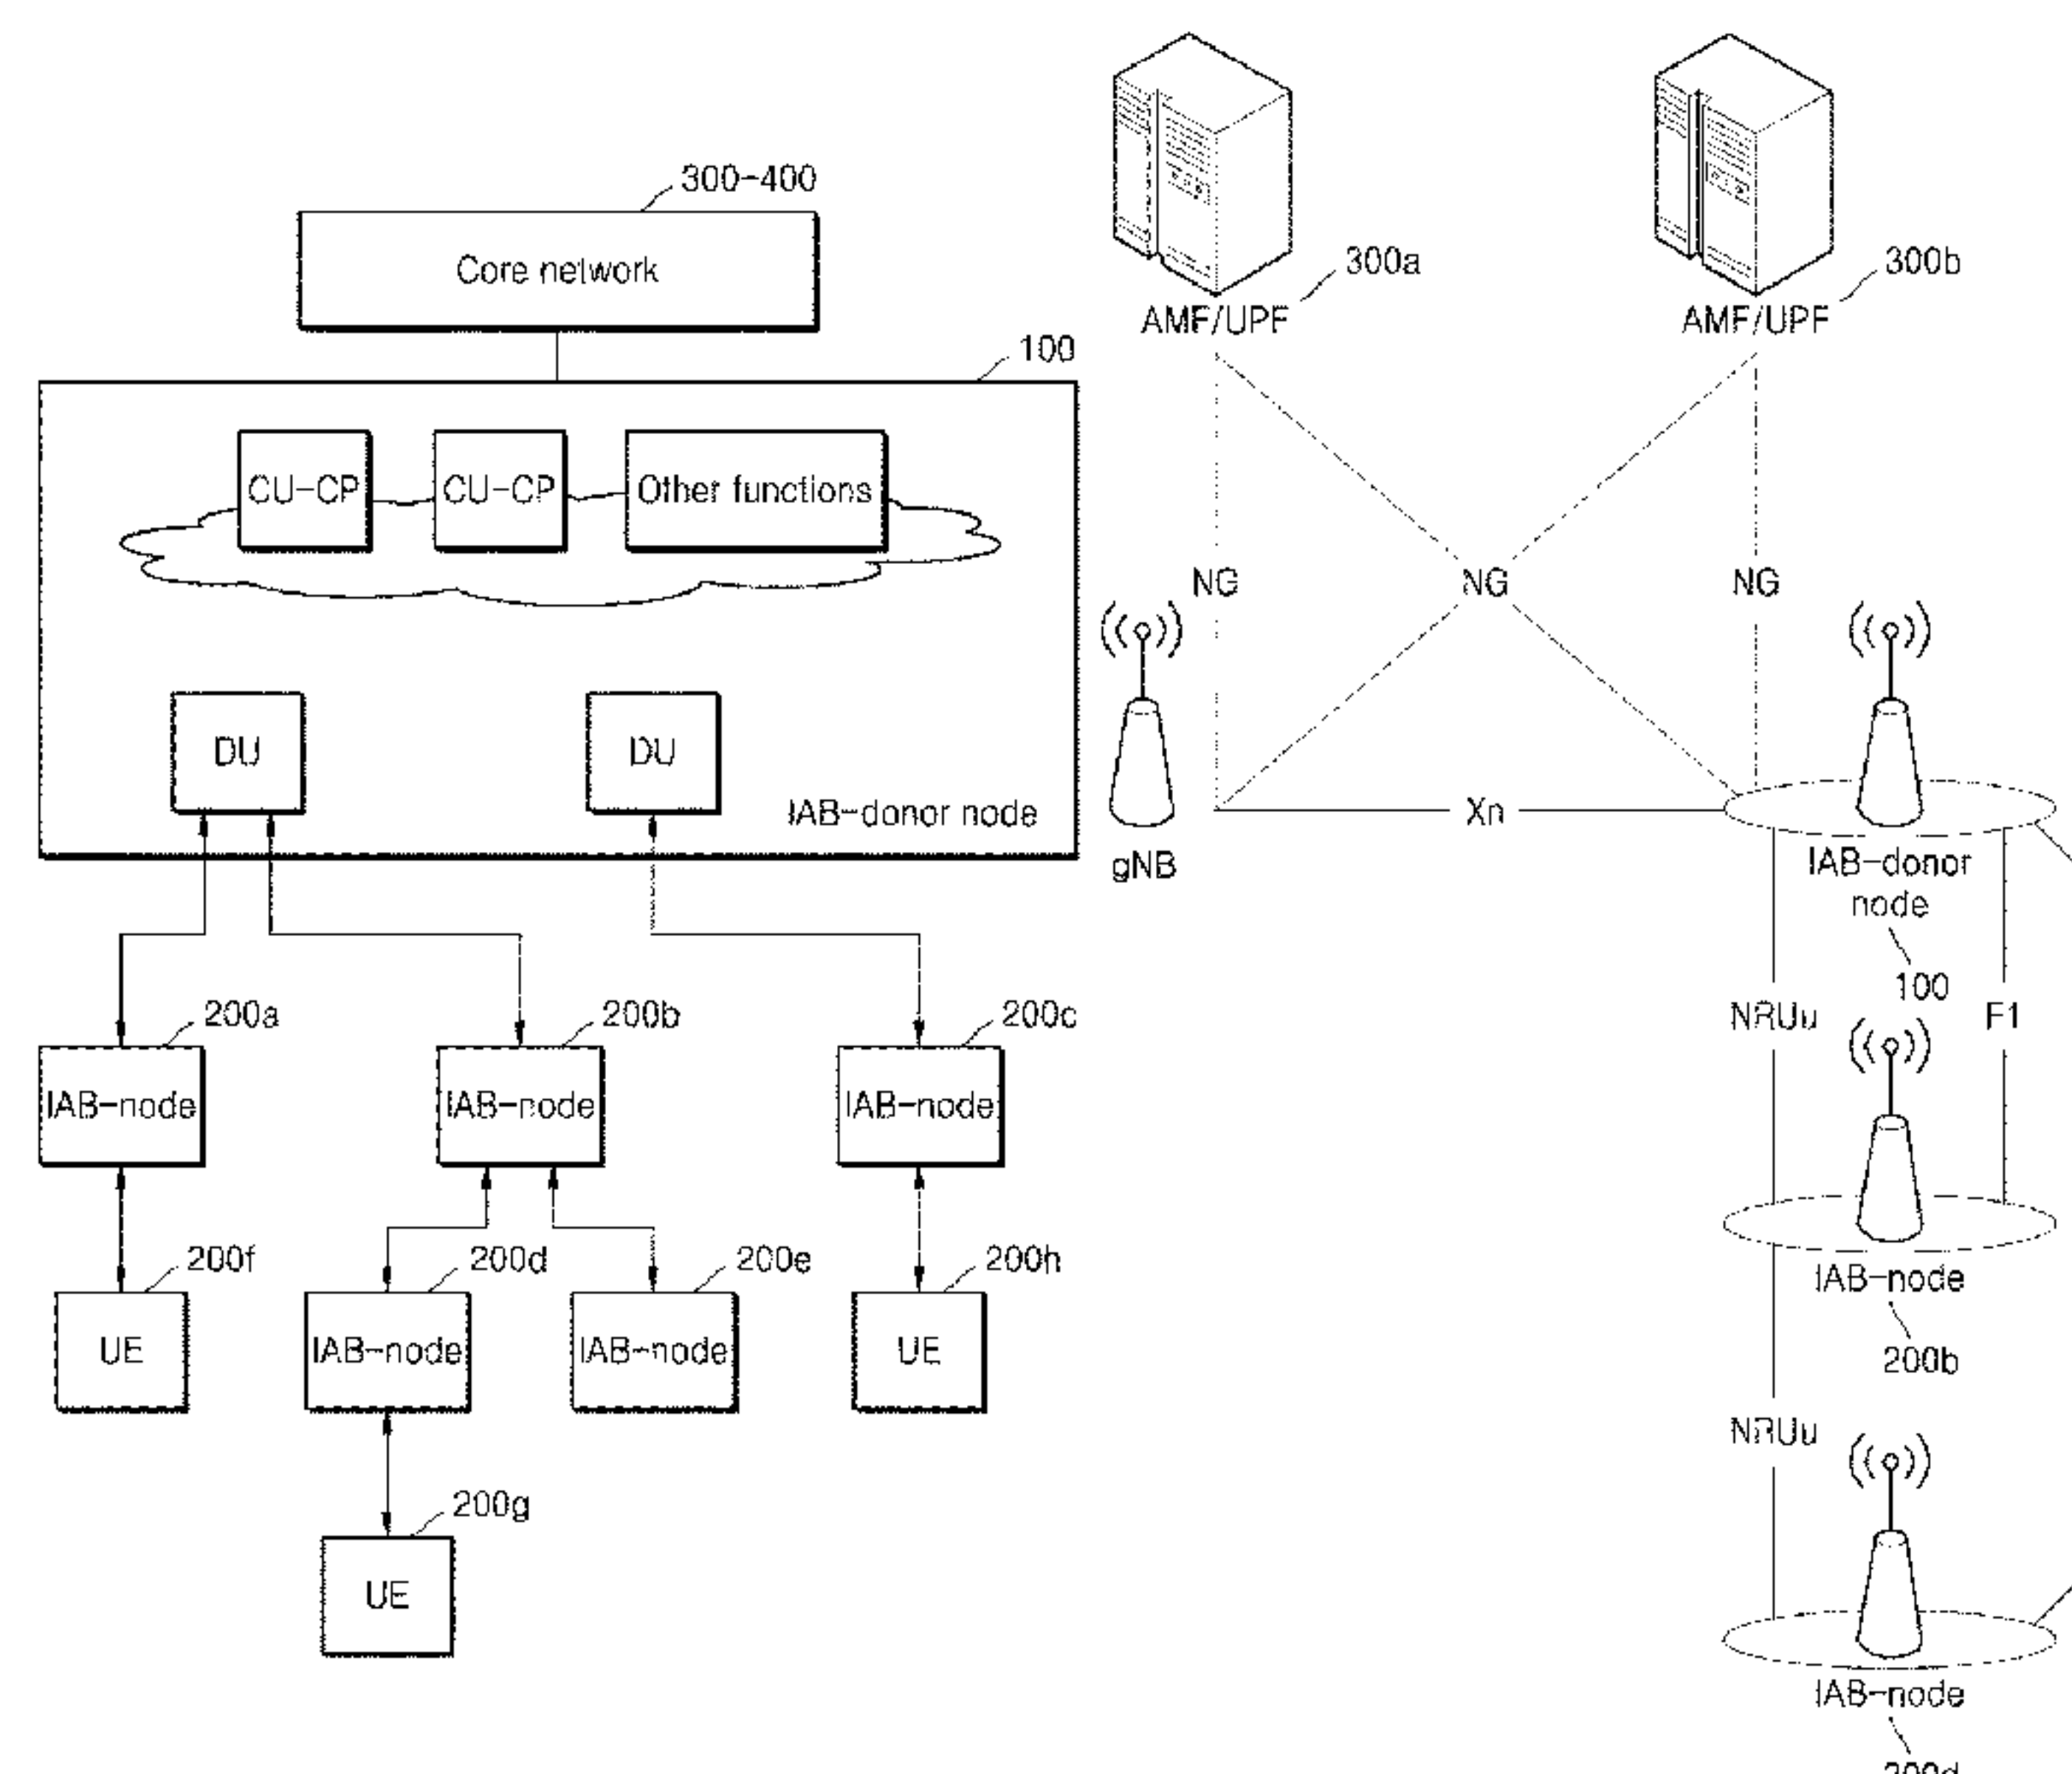 300-400
Core network
100
CU-CP
CU-CP
Other functions
DU
DU
IAB-donor node
200a
200b
200c
IAB-node
IAB-node
IAB-node
200f
200d
200e
200h
UE
IAB-node
IAB-node
UE
200g
UE
300a
300b
AMF/UPF
AMF/UPF
NG
NG
NG
Xn
gNB
IAB-donor
node
100
NRUu
F1
IAB-node
200b
NRUu
IAB-node